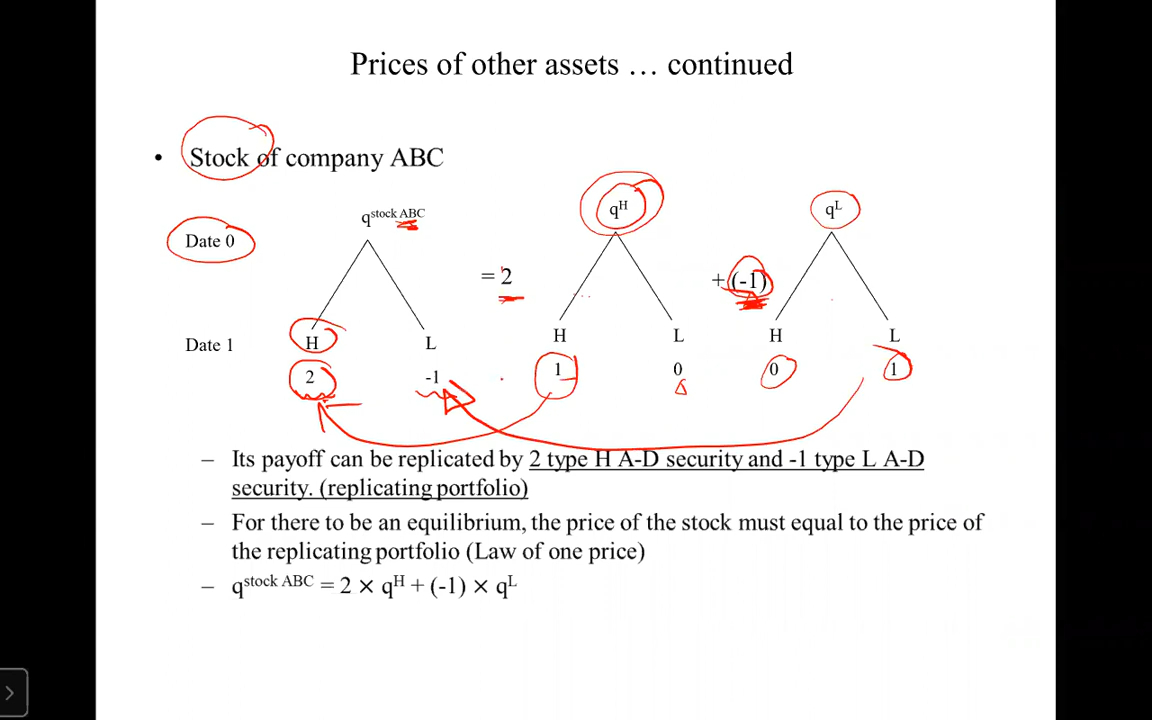 Prices of other assets … continued
• Stock of company ABC
q^stock ABC
q^H
q^L
Date 0
= 2
+(-1)
Date 1
H
L
H
L
H
L
2
-1
1
0
0
1
– Its payoff can be replicated by 2 type H A-D security and -1 type L A-D
security. (replicating portfolio)
– For there to be an equilibrium, the price of the stock must equal to the price of
the replicating portfolio (Law of one price)
– q^stock ABC = 2 × q^H + (-1) × q^L